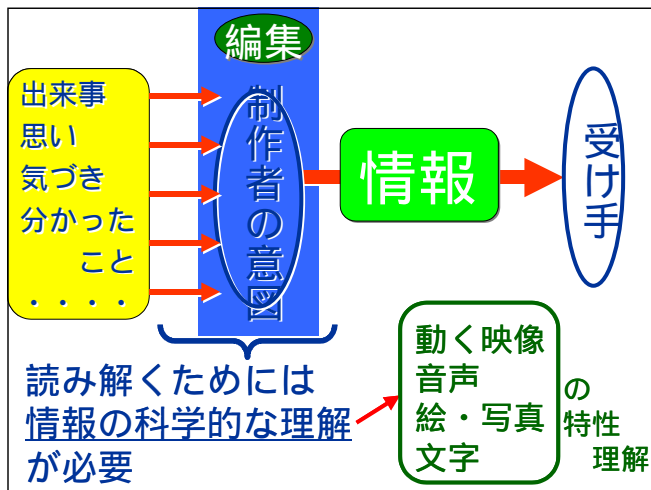 編集
出来事
思い
気づき
分かった
こと
・・・・
制作者の意図
情報
受け手
読み解くためには
情報の科学的な理解
が必要
動く映像
音声
絵・写真
文字
の
特性
理解